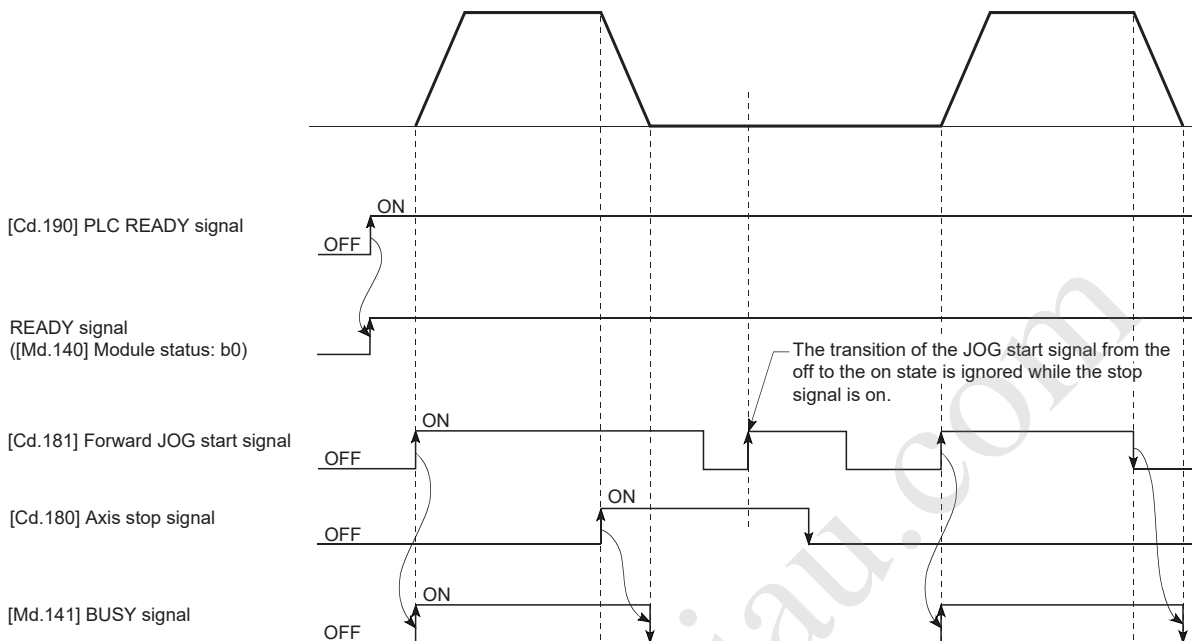 ON
[Cd.190] PLC READY signal
OFF
READY signal
([Md.140] Module status: b0)
The transition of the JOG start signal from the
off to the on state is ignored while the stop
signal is on.
ON
[Cd.181] Forward JOG start signal
OFF
ON
[Cd.180] Axis stop signal
OFF
ON
[Md.141] BUSY signal
OFF
iau.com